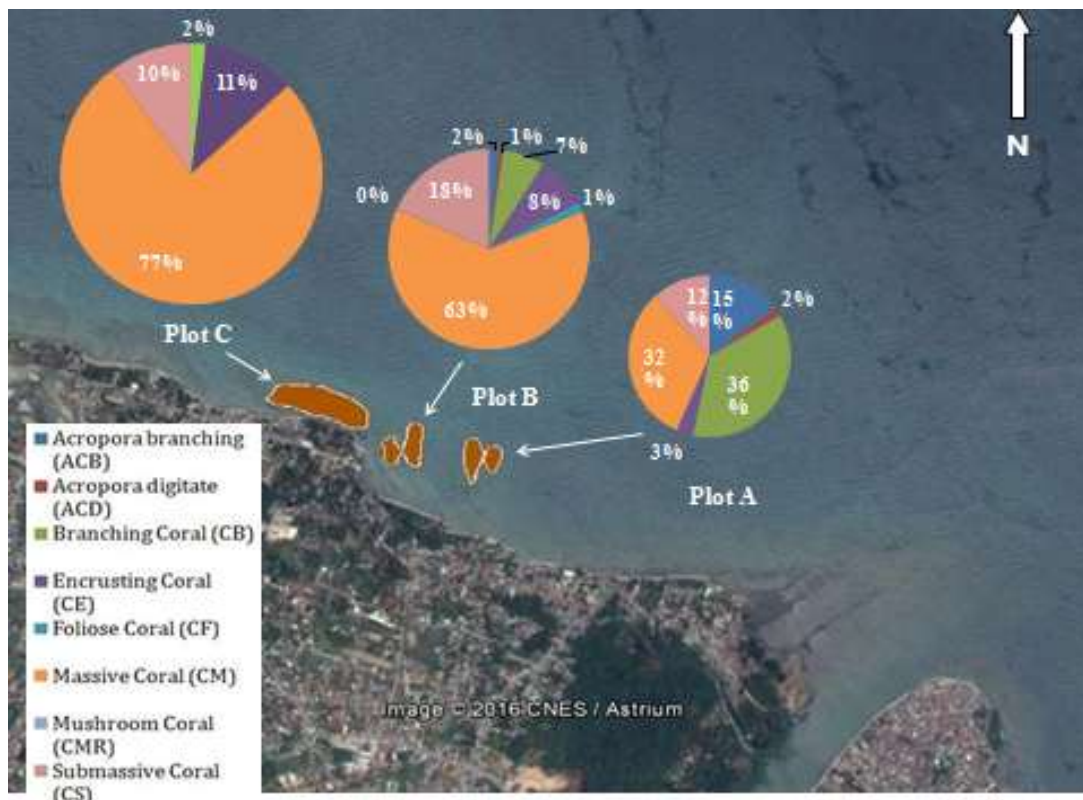 2%
10%
11%
77%
2%
1%
7%
0%
18%
8%
1%
63%
12
%
15
%
2%
32
%
36
%
3%
N
Plot C
Plot B
Plot A
Acropora branching
(ACB)
Acropora digitate
(ACD)
Branching Coral (CB)
Encrusting Coral
(CE)
Foliose Coral (CF)
Massive Coral (CM)
Mushroom Coral
(CMR)
Submassive Coral
(CS)
Image © 2016 CNES / Astrium